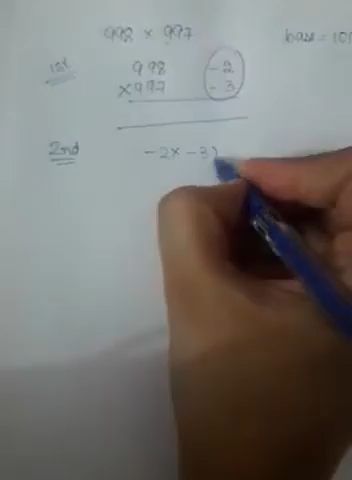 998 × 997 base = 10
1st 998 -2
×997 -3
2nd -2 × -3)